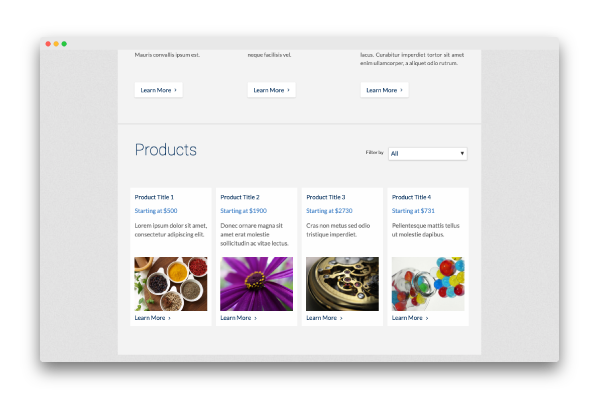 Mauris convallis ipsum est.
neque facilisis vel.
lacus. Curabitur imperdiet tortor sit amet
enim ullamcorper, a aliquet odio rutrum.
Learn More ›
Learn More ›
Learn More ›
Products
Filter by
All
Product Title 1
Starting at $500
Lorem ipsum dolor sit amet,
consectetur adipiscing elit.
Learn More ›
Product Title 2
Starting at $1900
Donec ornare magna sit
amet erat molestie
sollicitudin ac vitae lectus.
Learn More ›
Product Title 3
Starting at $2730
Cras non metus sed odio
tristique imperdiet.
Learn More ›
Product Title 4
Starting at $731
Pellentesque mattis tellus
ut molestie dapibus.
Learn More ›